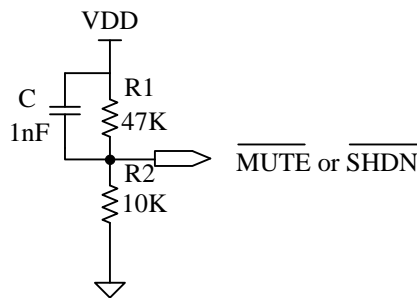 VDD
C
1nF
R1
47K
R2
10K
MUTE or SHDN